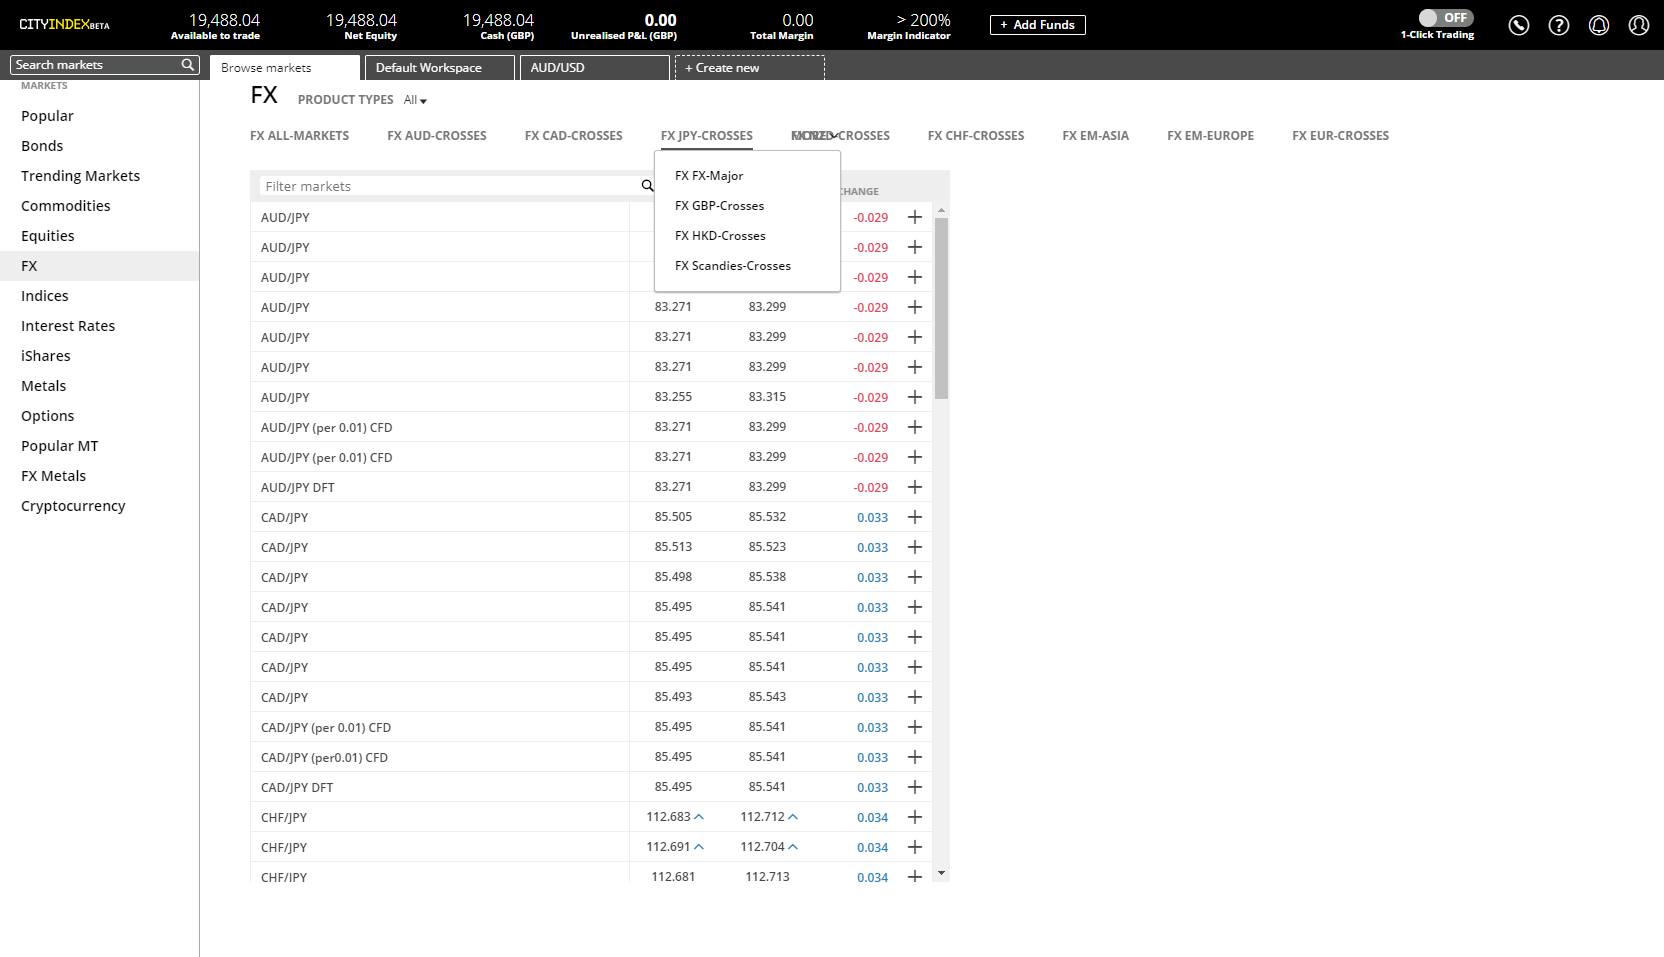 CITYINDEXBETA
19,488.04
Available to trade
19,488.04
Net Equity
19,488.04
Cash (GBP)
0.00
Unrealised P&L (GBP)
0.00
Total Margin
> 200%
Margin Indicator
+ Add Funds
OFF
1-Click Trading
Search markets
Browse markets
Default Workspace
AUD/USD
+ Create new
MARKETS
Popular
Bonds
Trending Markets
Commodities
Equities
FX
Indices
Interest Rates
iShares
Metals
Options
Popular MT
FX Metals
Cryptocurrency
FX PRODUCT TYPES All
FX ALL-MARKETS FX AUD-CROSSES FX CAD-CROSSES FX JPY-CROSSES FX NZD-CROSSES FX CHF-CROSSES FX EM-ASIA FX EM-EUROPE FX EUR-CROSSES
MORE
FX FX-Major
FX GBP-Crosses
FX HKD-Crosses
FX Scandies-Crosses
Filter markets
CHANGE
AUD/JPY -0.029
AUD/JPY -0.029
AUD/JPY -0.029
AUD/JPY 83.271 83.299 -0.029
AUD/JPY 83.271 83.299 -0.029
AUD/JPY 83.271 83.299 -0.029
AUD/JPY 83.255 83.315 -0.029
AUD/JPY (per 0.01) CFD 83.271 83.299 -0.029
AUD/JPY (per 0.01) CFD 83.271 83.299 -0.029
AUD/JPY DFT 83.271 83.299 -0.029
CAD/JPY 85.505 85.532 0.033
CAD/JPY 85.513 85.523 0.033
CAD/JPY 85.498 85.538 0.033
CAD/JPY 85.495 85.541 0.033
CAD/JPY 85.495 85.541 0.033
CAD/JPY 85.495 85.541 0.033
CAD/JPY 85.493 85.543 0.033
CAD/JPY (per 0.01) CFD 85.495 85.541 0.033
CAD/JPY (per0.01) CFD 85.495 85.541 0.033
CAD/JPY DFT 85.495 85.541 0.033
CHF/JPY 112.683 112.712 0.034
CHF/JPY 112.691 112.704 0.034
CHF/JPY 112.681 112.713 0.034